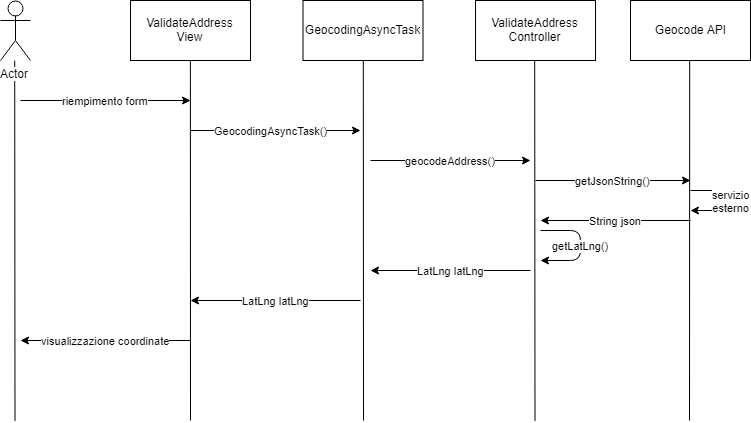 ValidateAddress
View
GeocodingAsyncTask
ValidateAddress
Controller
Geocode API
Actor
riempimento form
GeocodingAsyncTask()
geocodeAddress()
getJsonString()
servizio
esterno
String json
getLatLng()
LatLng latLng
LatLng latLng
visualizzazione coordinate